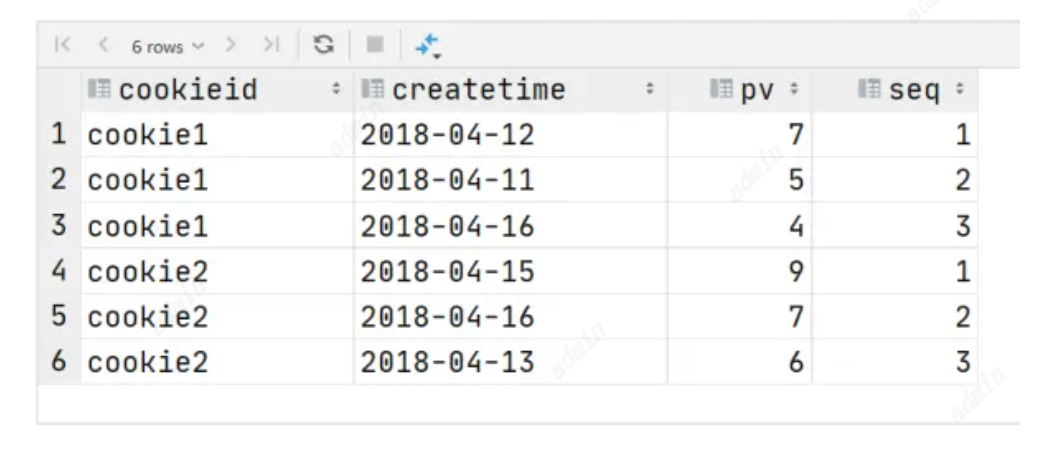 6 rows
cookieid createtime pv seq
1 cookie1 2018-04-12 7 1
2 cookie1 2018-04-11 5 2
3 cookie1 2018-04-16 4 3
4 cookie2 2018-04-15 9 1
5 cookie2 2018-04-16 7 2
6 cookie2 2018-04-13 6 3
admin
admin
admin
admin
admin